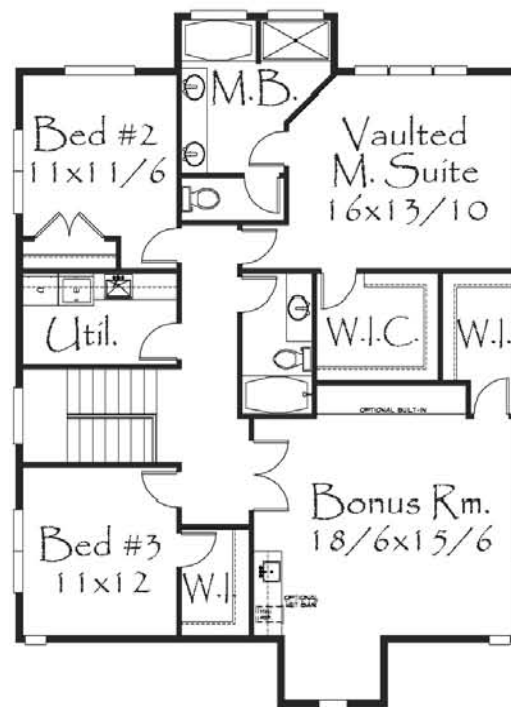 M.B.
Bed #2
11x11/6
Vaulted
M. Suite
16x13/10
Util.
W.I.C.
W.I.
OPTIONAL BUILT-IN
Bonus Rm.
18/6x15/6
Bed #3
11x12
W.I.
OPTIONAL
WET BAR